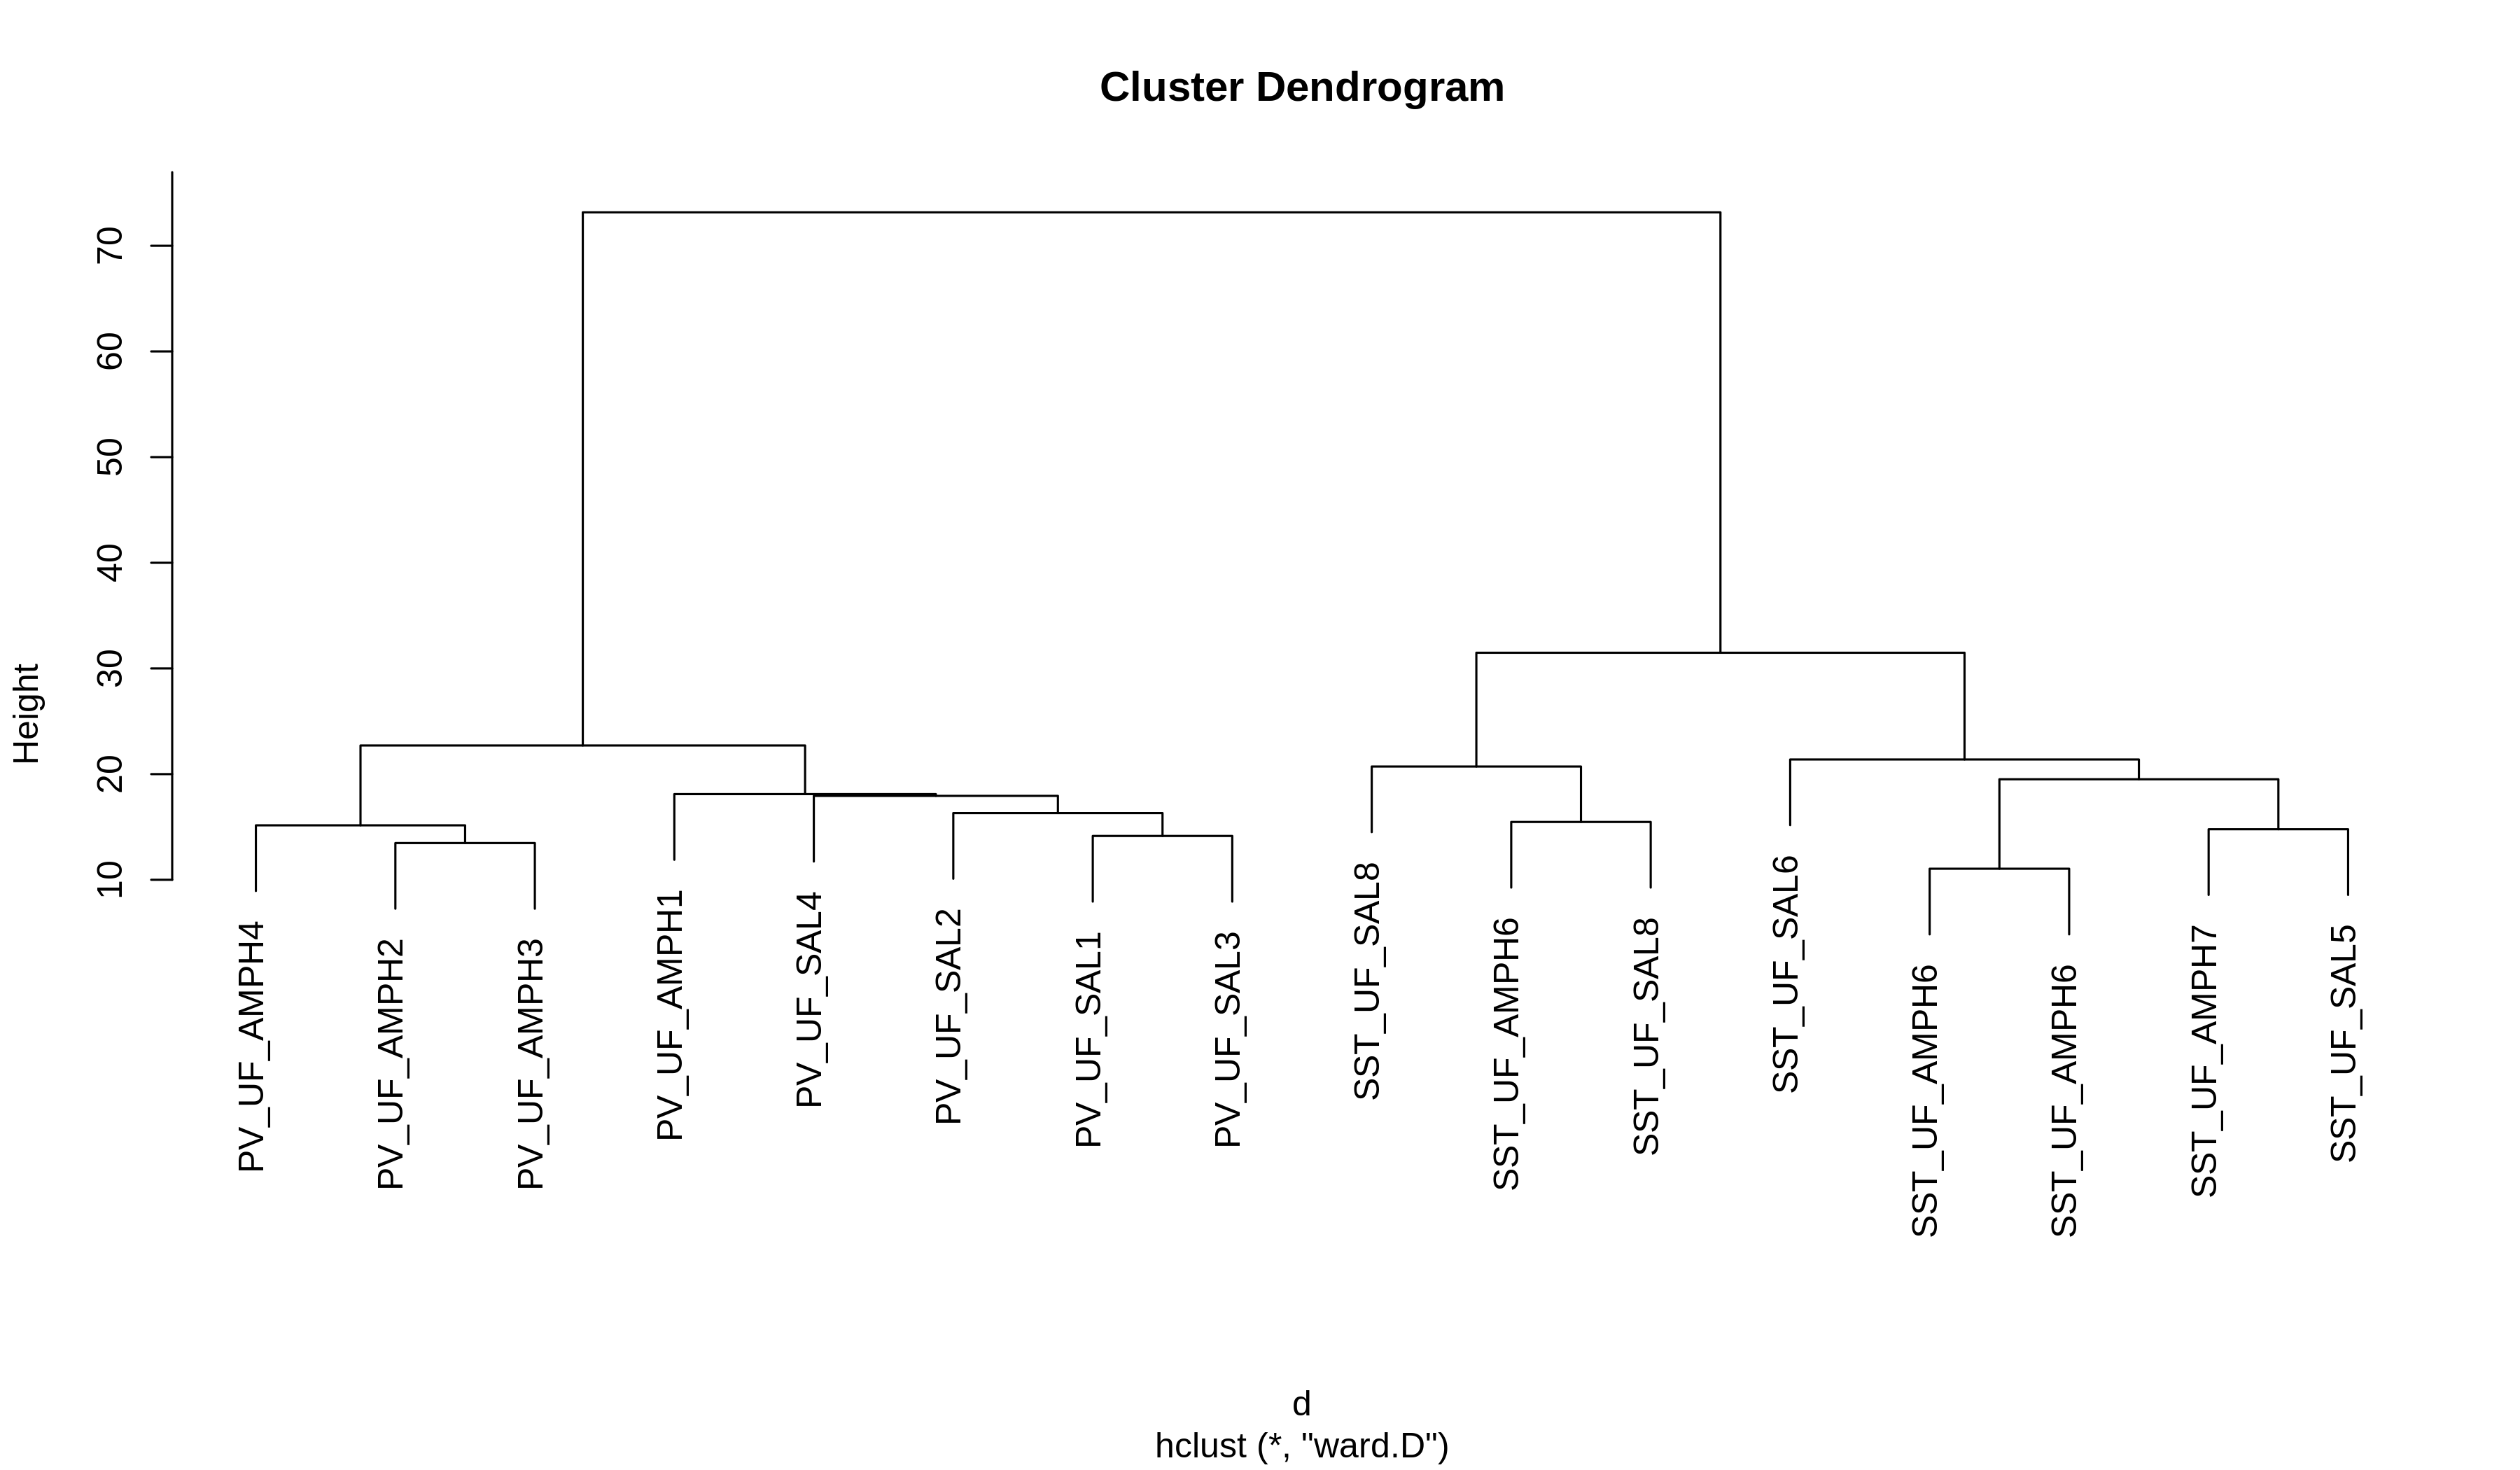 Cluster Dendrogram
Height
70
60
50
40
30
20
10
PV_UF_AMPH4
PV_UF_AMPH2
PV_UF_AMPH3
PV_UF_AMPH1
PV_UF_SAL4
PV_UF_SAL2
PV_UF_SAL1
PV_UF_SAL3
SST_UF_SAL8
SST_UF_AMPH6
SST_UF_SAL8
SST_UF_SAL6
SST_UF_AMPH6
SST_UF_AMPH6
SST_UF_AMPH7
SST_UF_SAL5
d
hclust (*, "ward.D")